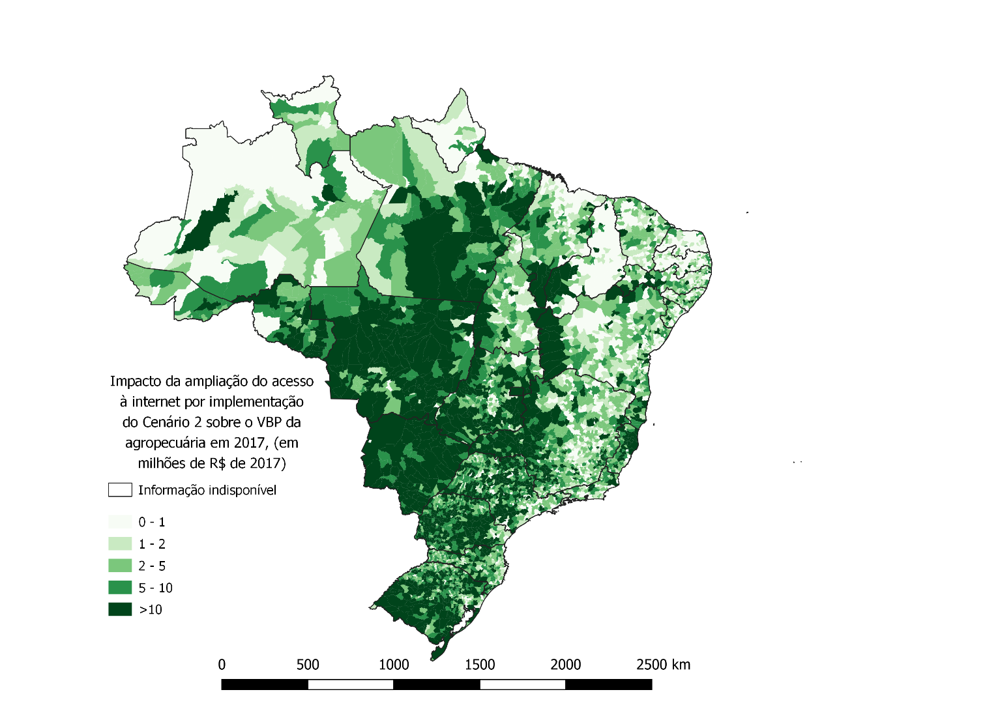 Impacto da ampliação do acesso
à internet por implementação
do Cenário 2 sobre o VBP da
agropecuária em 2017, (em
milhões de R$ de 2017)
Informação indisponível
0 - 1
1 - 2
2 - 5
5 - 10
>10
0 500 1000 1500 2000 2500 km